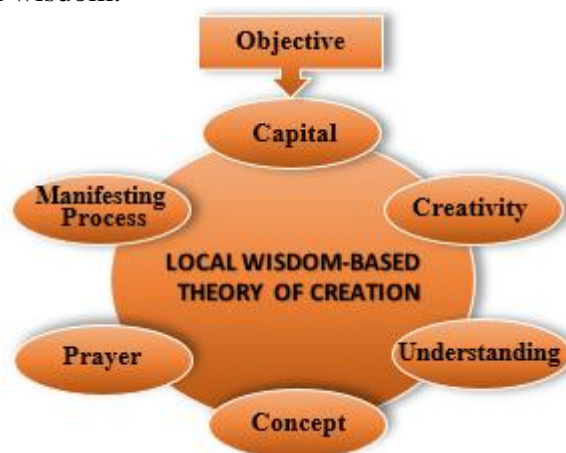 wisdom.
Objective
Capital
Manifesting
Process
Creativity
LOCAL WISDOM-BASED
THEORY OF CREATION
Prayer
Understanding
Concept